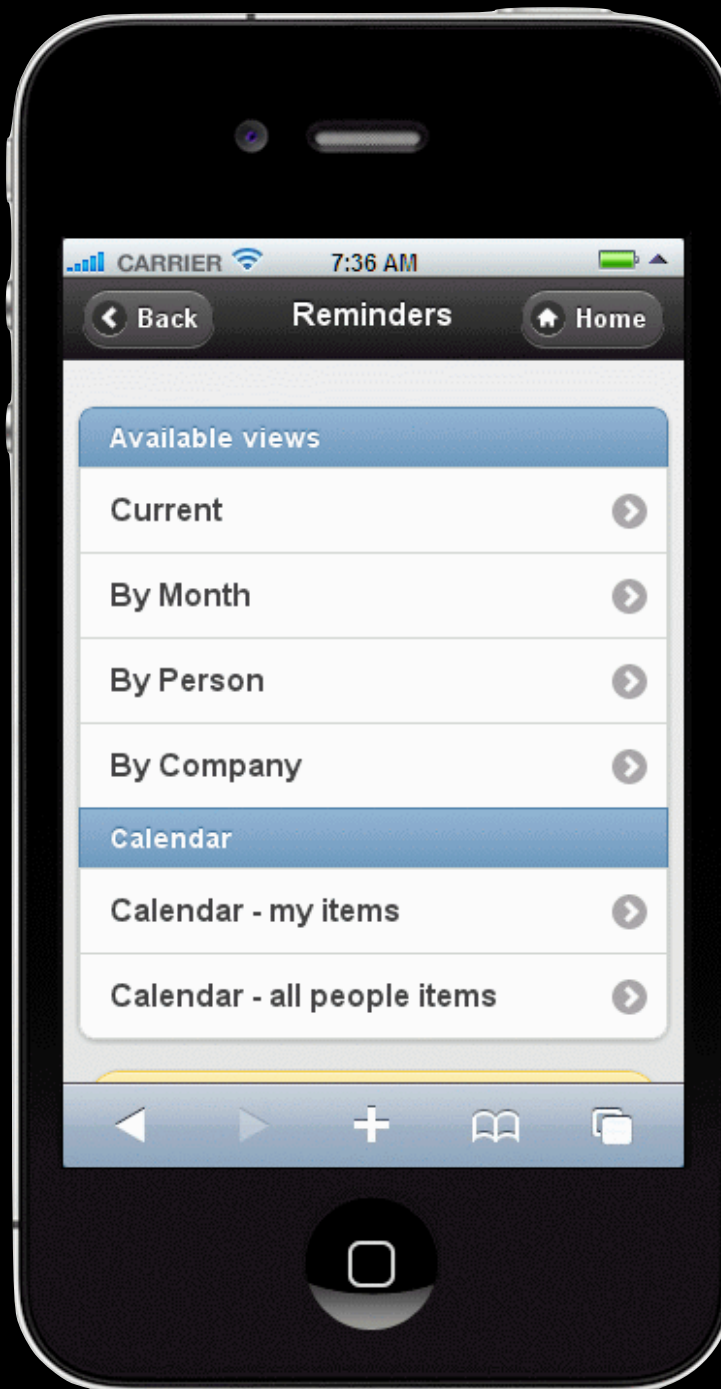 CARRIER 7:36 AM
Back Reminders Home
Available views
Current
By Month
By Person
By Company
Calendar
Calendar - my items
Calendar - all people items